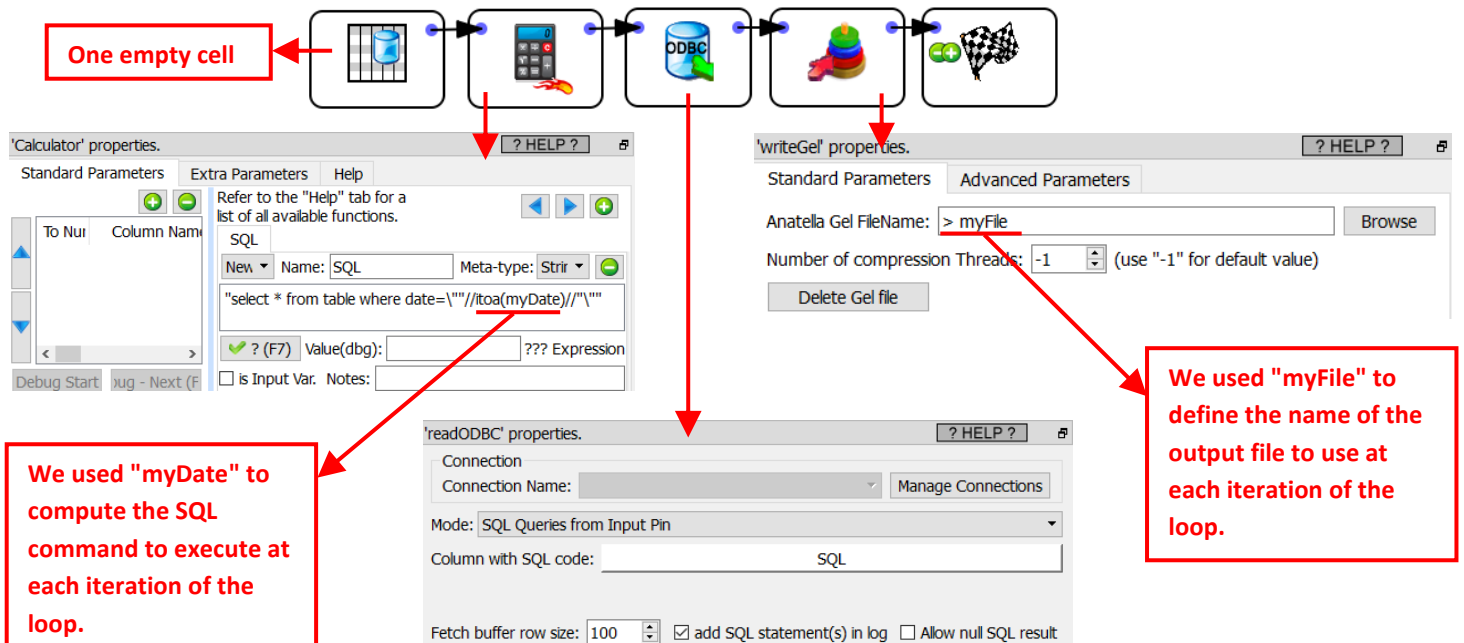 One empty cell
ODBC
'Calculator' properties.
? HELP ?
Standard Parameters Extra Parameters Help
Refer to the "Help" tab for a
list of all available functions.
To Nur Column Name
SQL
New Name: SQL Meta-type: Strir
"select * from table where date=\""//itoa(myDate)//"\""
? (F7) Value(dbg): ??? Expression
Debug Start oug - Next (F
is Input Var. Notes:
'writeGel' properties.
? HELP ?
Standard Parameters Advanced Parameters
Anatella Gel FileName: > myFile Browse
Number of compression Threads: -1 (use "-1" for default value)
Delete Gel file
We used "myDate" to
compute the SQL
command to execute at
each iteration of the
loop.
'readODBC' properties.
? HELP ?
Connection
Connection Name: Manage Connections
Mode: SQL Queries from Input Pin
Column with SQL code: SQL
Fetch buffer row size: 100 add SQL statement(s) in log Allow null SQL result
We used "myFile" to
define the name of the
output file to use at
each iteration of the
loop.